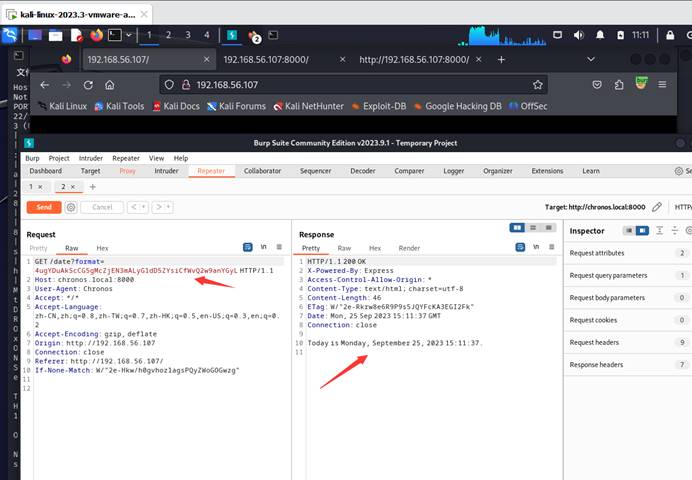 kali-linux-2023.3-vmware-a...
1 2 3 4
11:11
192.168.56.107/
192.168.56.107:8000/
http://192.168.56.107:8000/
192.168.56.107
Kali Linux Kali Tools Kali Docs Kali Forums Kali NetHunter Exploit-DB Google Hacking DB OffSec
Burp Suite Community Edition v2023.9.1 - Temporary Project
Burp Project Intruder Repeater View Help
Dashboard Target Proxy Intruder Repeater Collaborator Sequencer Decoder Comparer Logger Organizer Extensions Learn
1 × 2 × +
Send Cancel < >
Target: http://chronos.local:8000
Request
Pretty Raw Hex
1 GET /date?format=
4ugYDuAkScCG5gMcZjEN3mALyG1dD5ZYsiCfWvQ2w9anYGyL HTTP/1.1
2 Host: chronos.local:8000
3 User-Agent: Chronos
4 Accept: */*
5 Accept-Language:
zh-CN,zh;q=0.8,zh-TW;q=0.7,zh-HK;q=0.5,en-US;q=0.3,en;q=0.
2
6 Accept-Encoding: gzip, deflate
7 Origin: http://192.168.56.107
8 Connection: close
9 Referer: http://192.168.56.107/
10 If-None-Match: W/"2e-Hkw/h0gvhoz1agsPQyZWoGOGwzg"
11
12
Response
Pretty Raw Hex Render
1 HTTP/1.1 200 OK
2 X-Powered-By: Express
3 Access-Control-Allow-Origin: *
4 Content-Type: text/html; charset=utf-8
5 Content-Length: 46
6 ETag: W/"2e-Rkrz8e6R9P9sSJQYFcKA3EGI2Fk"
7 Date: Mon, 25 Sep 2023 15:11:37 GMT
8 Connection: close
9
10 Today is Monday, September 25, 2023 15:11:37.
11
Inspector
Request attributes 2
Request query parameters 1
Request body parameters 0
Request cookies 0
Request headers 9
Response headers 7